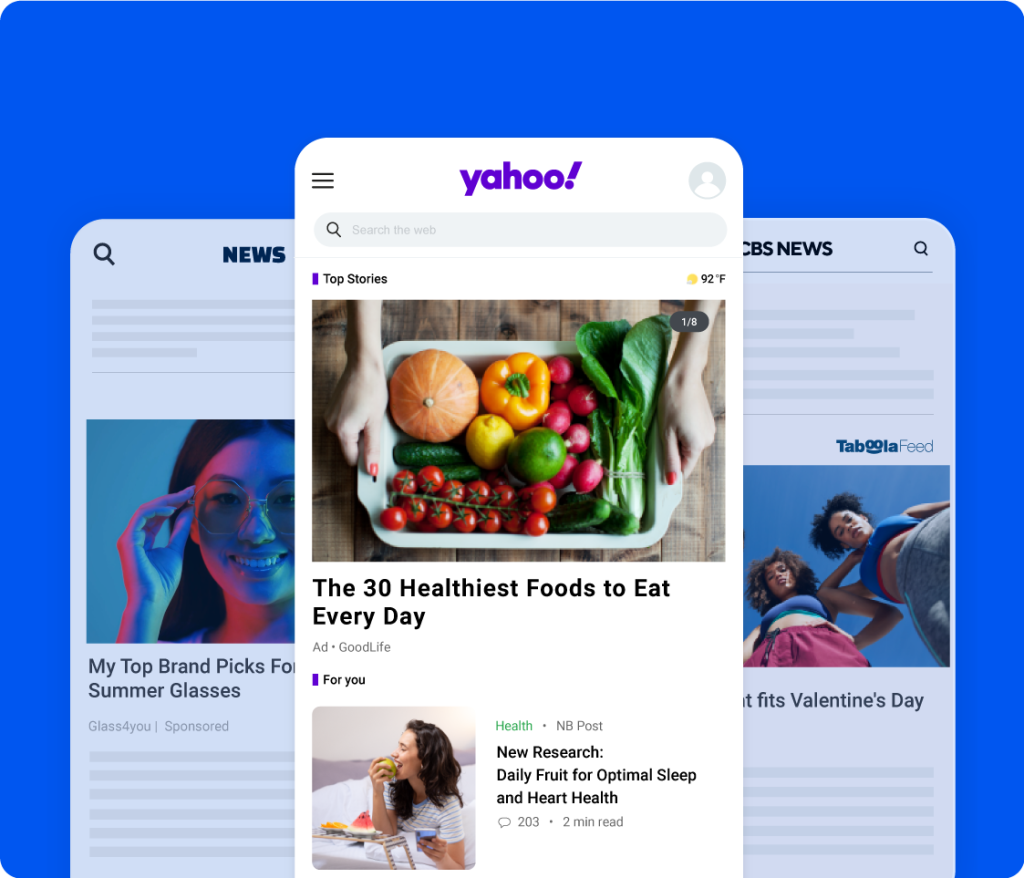 yahoo!
Search the web
Top Stories
92°F
1/8
The 30 Healthiest Foods to Eat
Every Day
Ad • GoodLife
For you
Health • NB Post
New Research:
Daily Fruit for Optimal Sleep
and Heart Health
203 • 2 min read
NEWS
My Top Brand Picks For
Summer Glasses
Glass4you | Sponsored
CBS NEWS
Taboola Feed
fits Valentine's Day